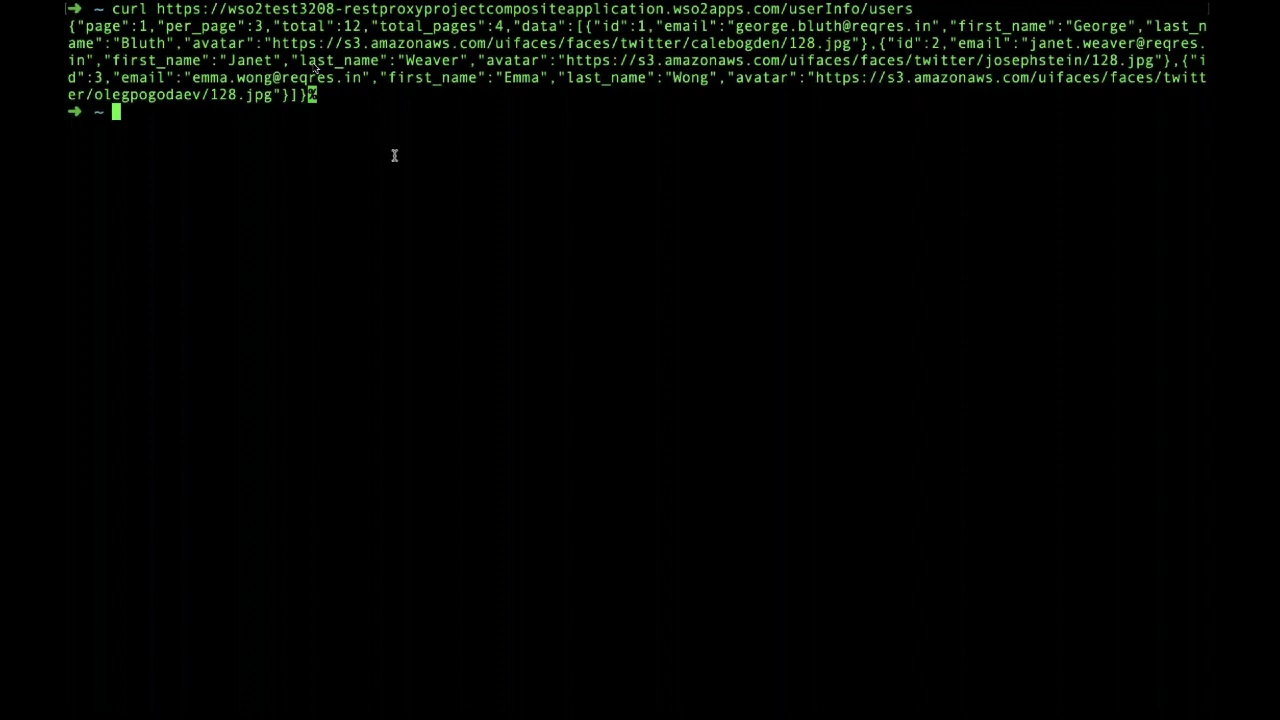 ➜ ~ curl https://wso2test3208-restproxyprojectcompositeapplication.wso2apps.com/userInfo/users
{"page":1,"per_page":3,"total":12,"total_pages":4,"data":[{"id":1,"email":"george.bluth@reqres.in","first_name":"George","last_n
ame":"Bluth","avatar":"https://s3.amazonaws.com/uifaces/faces/twitter/calebogden/128.jpg"},{"id":2,"email":"janet.weaver@reqres.
in","first_name":"Janet","last_name":"Weaver","avatar":"https://s3.amazonaws.com/uifaces/faces/twitter/josephstein/128.jpg"},{"i
d":3,"email":"emma.wong@reqres.in","first_name":"Emma","last_name":"Wong","avatar":"https://s3.amazonaws.com/uifaces/faces/twitt
er/olegpogodaev/128.jpg"}]}%
➜ ~